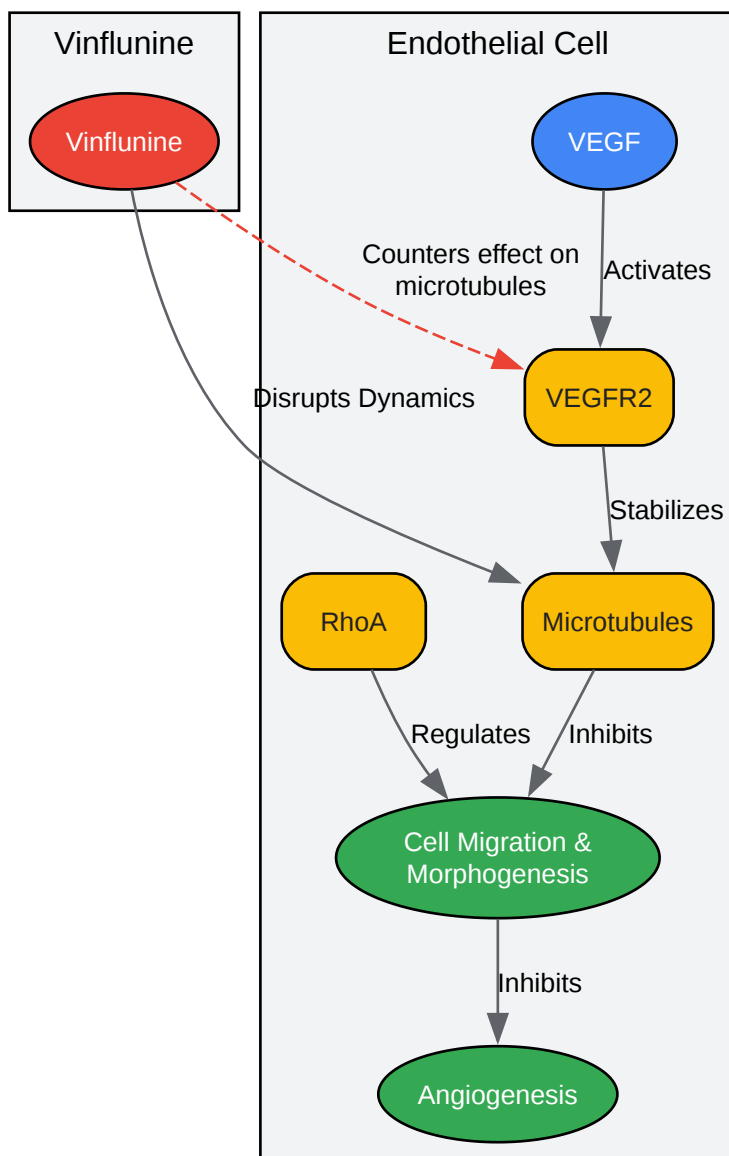 Vinflunine
Endothelial Cell
Vinflunine
VEGF
Counters effect on
microtubules
Activates
Disrupts Dynamics
VEGFR2
Stabilizes
RhoA
Microtubules
Regulates
Inhibits
Cell Migration &
Morphogenesis
Inhibits
Angiogenesis